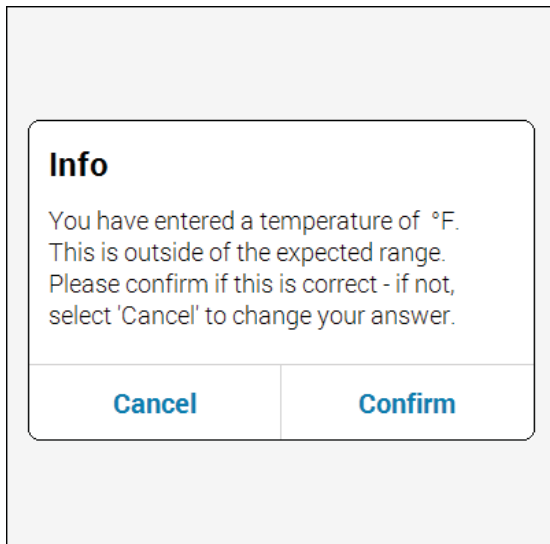 Info
You have entered a temperature of  °F.
This is outside of the expected range.
Please confirm if this is correct - if not,
select 'Cancel' to change your answer.
Cancel
Confirm